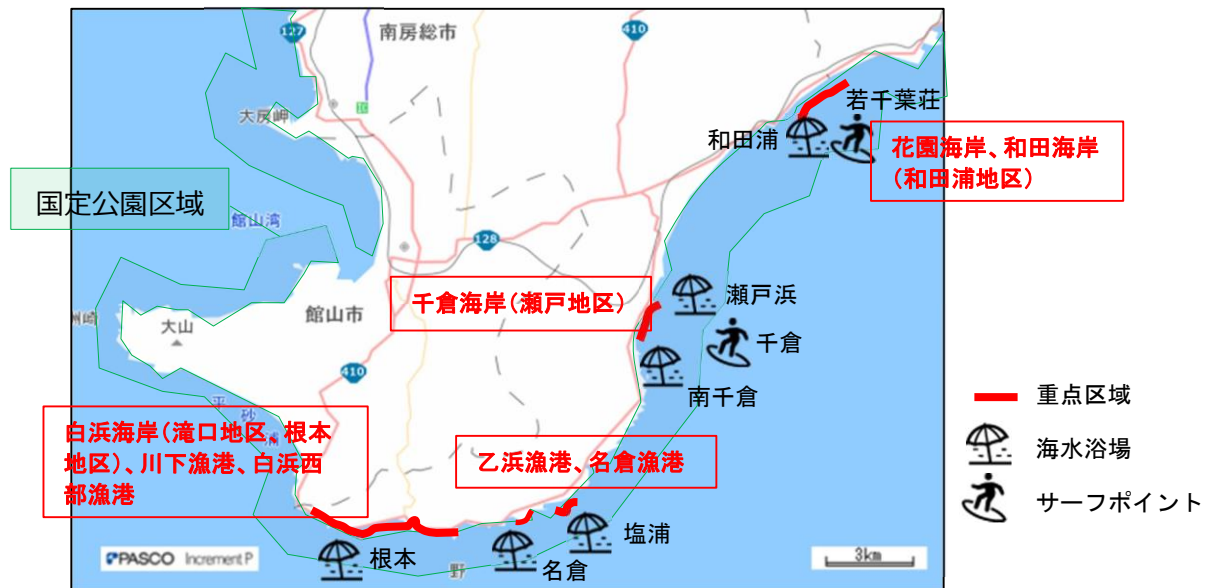 127
南房総市
410
大房岬
若千葉荘
和田浦
花園海岸、和田海岸
（和田浦地区）
国定公園区域
館山湾
128
千倉海岸（瀬戸地区）
瀬戸浜
館山市
洲崎
大山
千倉
410
南千倉
平
砂
浦
白浜海岸（滝口地区、根本
地区）、川下漁港、白浜西
部漁港
乙浜漁港、名倉漁港
重点区域
海水浴場
サーフポイント
塩浦
根本
名倉
野
PASCO Increment P
3km